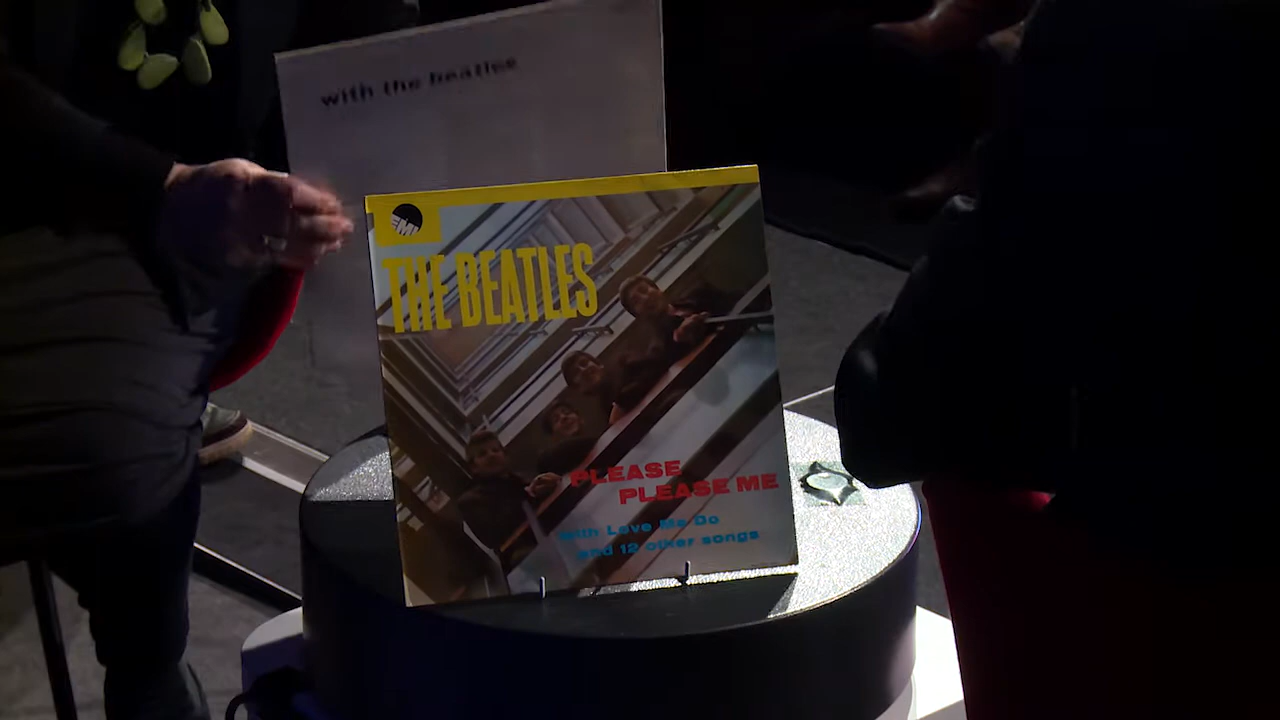 with the beatles
EMI
THE BEATLES
PLEASE
PLEASE ME
with Love Me Do
and 12 other songs